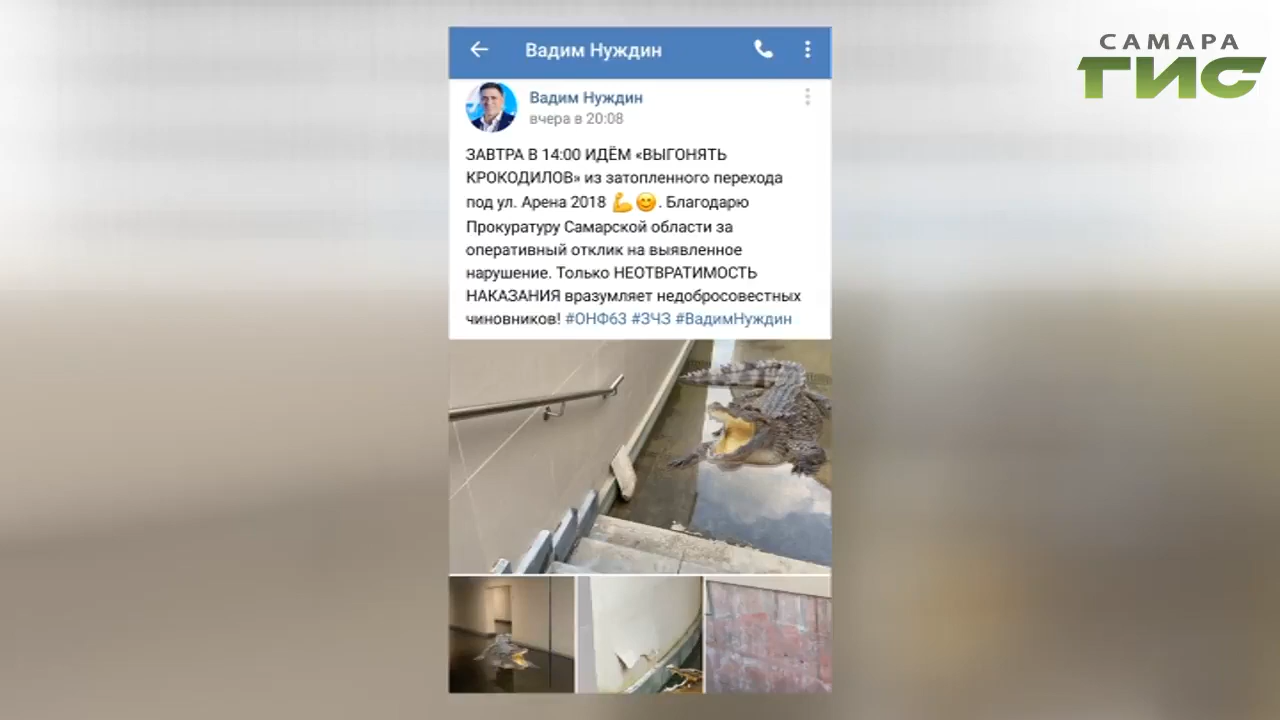 САМАРА
ГИС
Вадим Нуждин
Вадим Нуждин
вчера в 20:08
ЗАВТРА В 14:00 ИДЁМ «ВЫГОНЯТЬ
КРОКОДИЛОВ» из затопленного перехода
под ул. Арена 2018 💪😊. Благодарю
Прокуратуру Самарской области за
оперативный отклик на выявленное
нарушение. Только НЕОТВРАТИМОСТЬ
НАКАЗАНИЯ вразумляет недобросовестных
чиновников! #ОНФ63 #ЗЧЗ #ВадимНуждин